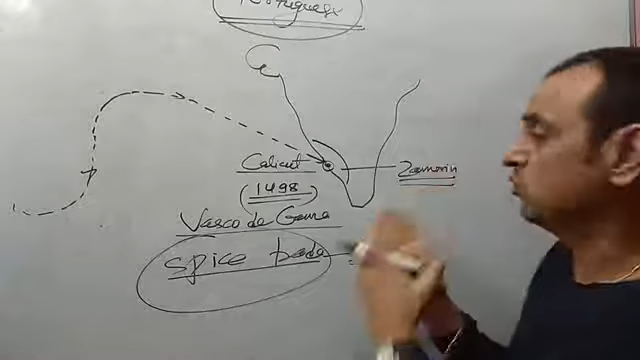 Portuguese
Calicut
Zamorin
(1498)
Vasco de Gama
Spice trade